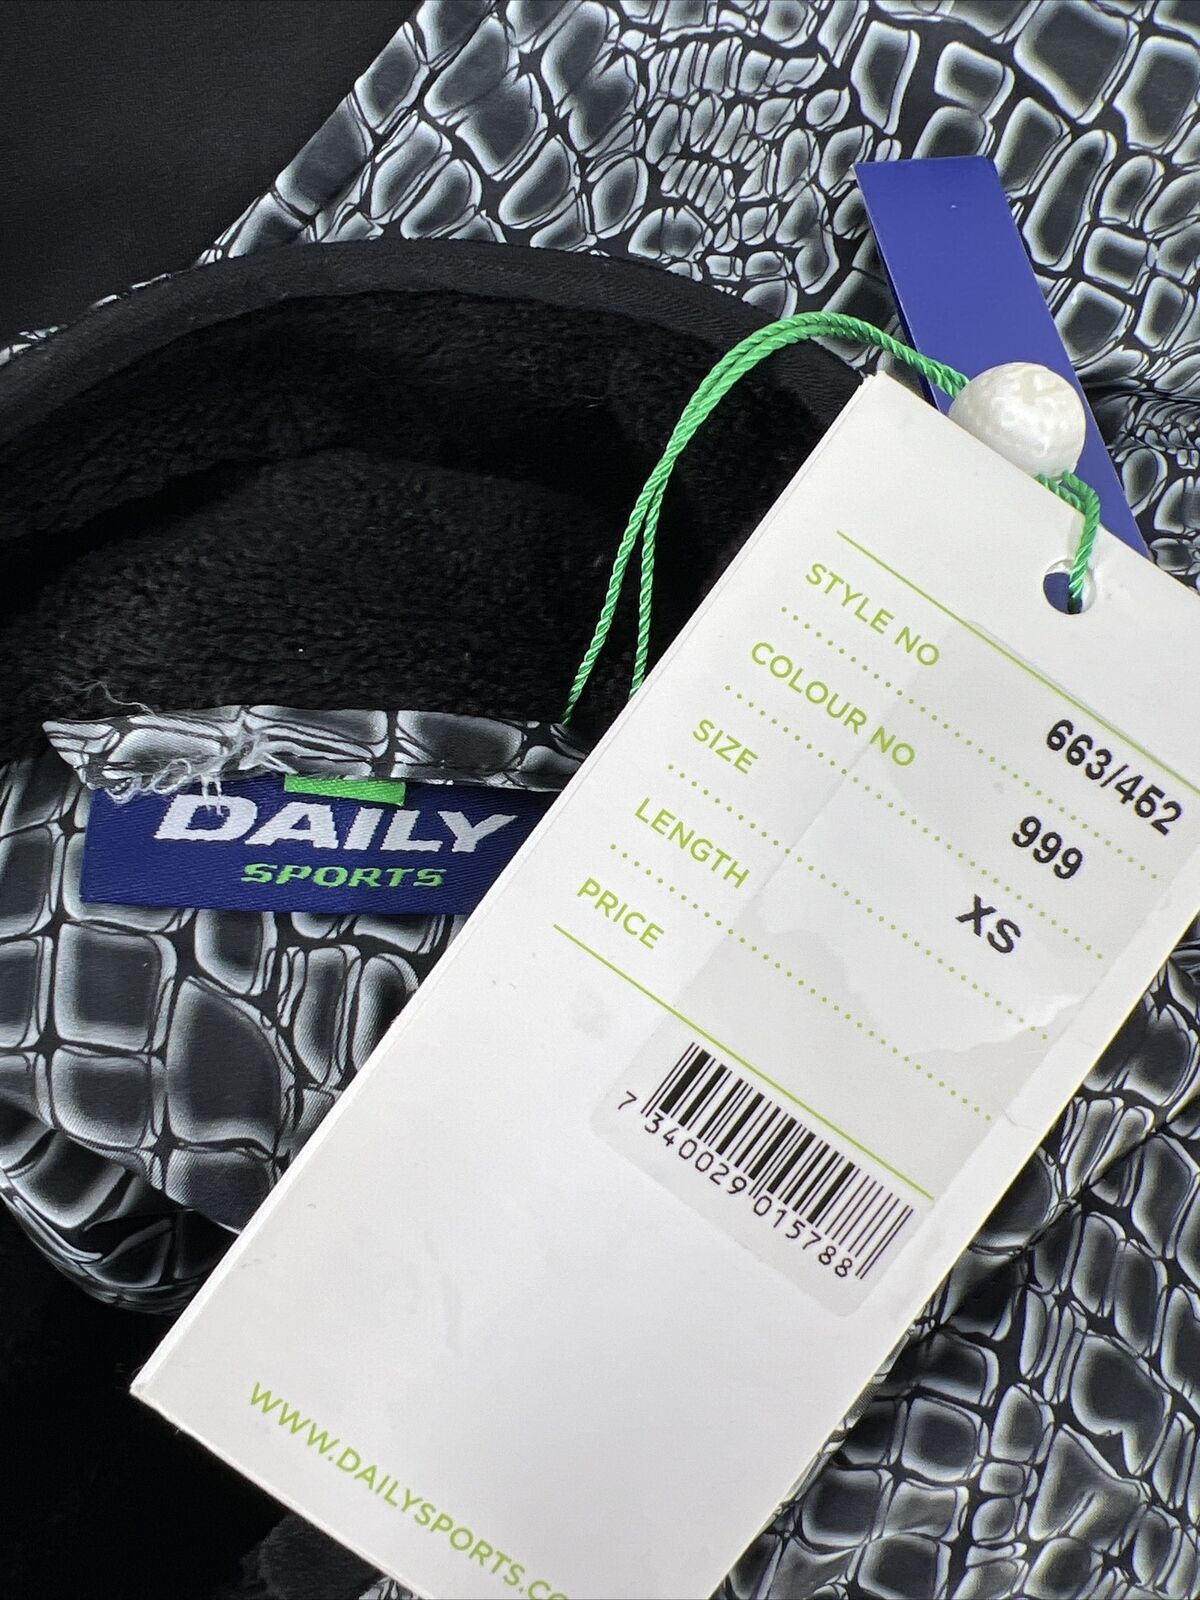 DAILY
SPORTS
STYLE NO 663/452
COLOUR NO 999
SIZE XS
LENGTH
PRICE
7 340029 015788
WWW.DAILYSPORTS.CO